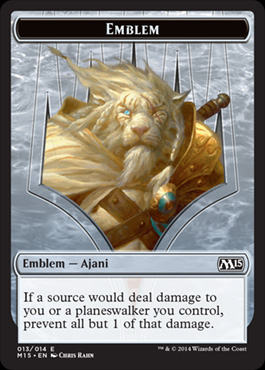 EMBLEM
Emblem — Ajani
M15
If a source would deal damage to
you or a planeswalker you control,
prevent all but 1 of that damage.
013/014 E
M15 • EN CHRIS RAHN
™ & © 2014 Wizards of the Coast